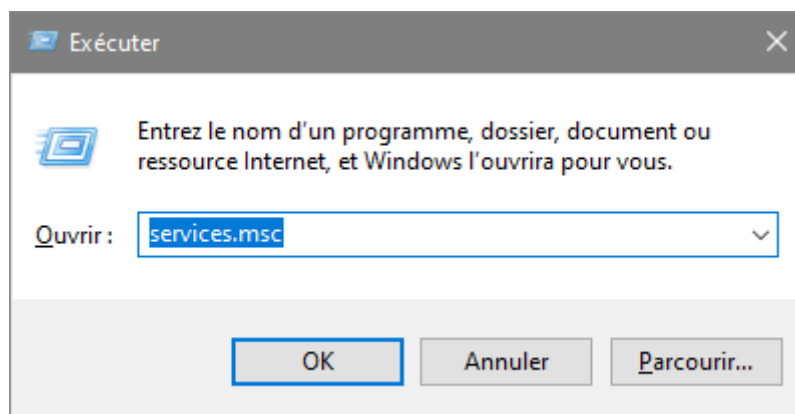 Exécuter
Entrez le nom d’un programme, dossier, document ou
ressource Internet, et Windows l’ouvrira pour vous.
Ouvrir : services.msc
OK Annuler Parcourir...